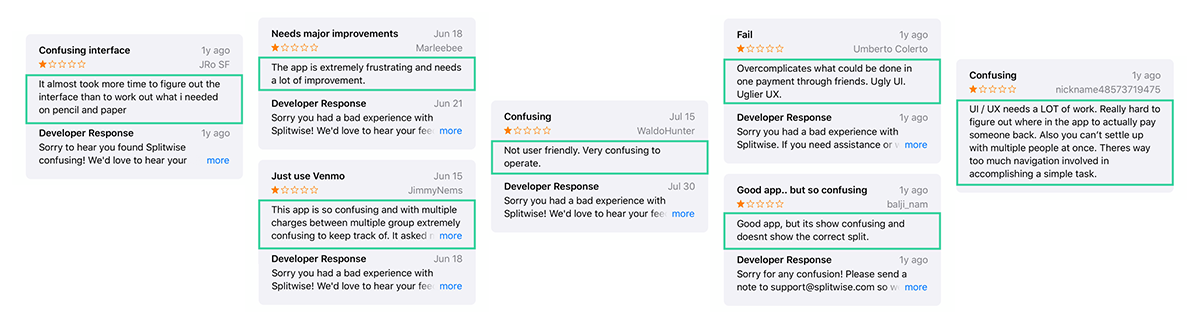 Confusing interface 1y ago
JRo SF
It almost took more time to figure out the
interface than to work out what i needed
on pencil and paper
Developer Response 1y ago
Sorry to hear you found Splitwise
confusing! We'd love to hear your more
Needs major improvements Jun 18
Marleebee
The app is extremely frustrating and needs
a lot of improvement.
Developer Response Jun 21
Sorry you had a bad experience with
Splitwise! We'd love to hear your fee more
Just use Venmo Jun 15
JimmyNems
This app is so confusing and with multiple
charges between multiple group extremely
confusing to keep track of. It asked more
Developer Response Jun 18
Sorry you had a bad experience with
Splitwise! We'd love to hear your fee more
Confusing Jul 15
WaldoHunter
Not user friendly. Very confusing to
operate.
Developer Response Jul 30
Sorry you had a bad experience with
Splitwise! We'd love to hear your fee more
Fail 1y ago
Umberto Colerto
Overcomplicates what could be done in
one payment through friends. Ugly UI.
Uglier UX.
Developer Response 1y ago
Sorry you had a bad experience with
Splitwise. If you need assistance or more
Good app.. but so confusing 1y ago
balji_nam
Good app, but its show confusing and
doesnt show the correct split.
Developer Response 1y ago
Sorry for any confusion! Please send a
note to support@splitwise.com so more
Confusing 1y ago
nickname48573719475
UI / UX needs a LOT of work. Really hard to
figure out where in the app to actually pay
someone back. Also you can't settle up
with multiple people at once. Theres way
too much navigation involved in
accomplishing a simple task.